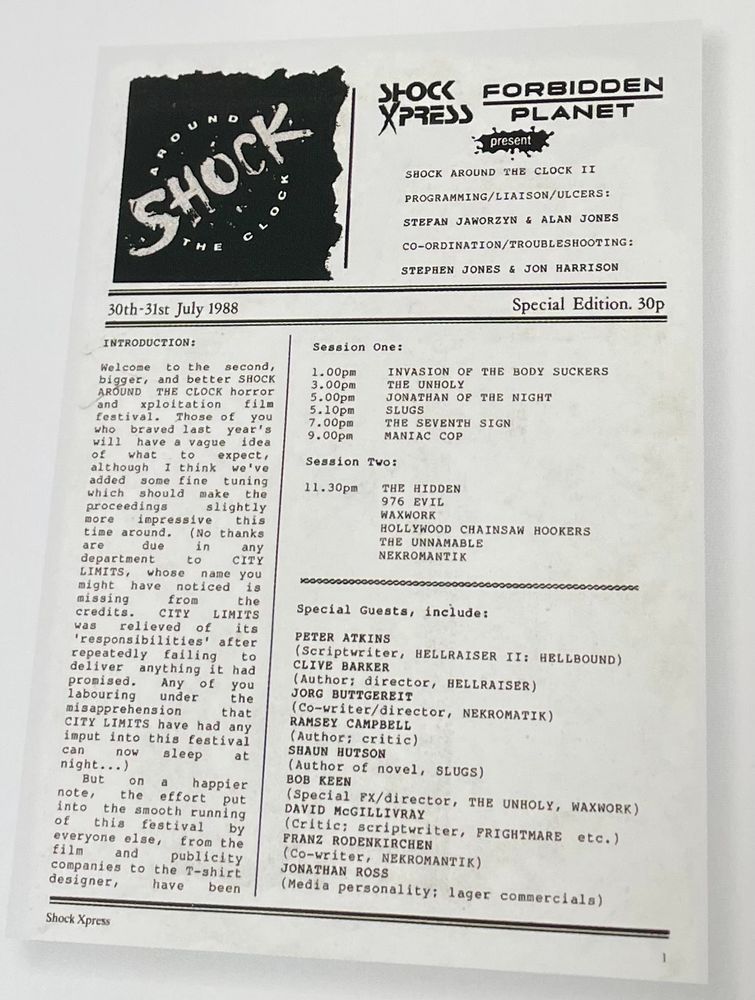 AROUND
SHOCK
THE CLOCK
SHOCK XPRESS
FORBIDDEN PLANET
present
SHOCK AROUND THE CLOCK II
PROGRAMMING/LIAISON/ULCERS:
STEFAN JAWORZYN & ALAN JONES
CO-ORDINATION/TROUBLESHOOTING:
STEPHEN JONES & JON HARRISON
30th-31st July 1988
Special Edition. 30p
INTRODUCTION:
Welcome to the second,
bigger, and better SHOCK
AROUND THE CLOCK horror
and xploitation film
festival. Those of you
who braved last year's
will have a vague idea
of what to expect,
although I think we've
added some fine tuning
which should make the
proceedings slightly
more impressive this
time around. (No thanks
are due in any
department to CITY
LIMITS, whose name you
might have noticed is
missing from the
credits. CITY LIMITS
was relieved of its
'responsibilities' after
repeatedly failing to
deliver anything it had
promised. Any of you
labouring under the
misapprehension that
CITY LIMITS have had any
imput into this festival
can now sleep at
night...)
But on a happier
note, the effort put
into the smooth running
of this festival by
everyone else, from the
film and publicity
companies to the T-shirt
designer, have been
Session One:
1.00pm INVASION OF THE BODY SUCKERS
3.00pm THE UNHOLY
5.00pm JONATHAN OF THE NIGHT
5.10pm SLUGS
7.00pm THE SEVENTH SIGN
9.00pm MANIAC COP
Session Two:
11.30pm THE HIDDEN
976 EVIL
WAXWORK
HOLLYWOOD CHAINSAW HOOKERS
THE UNNAMABLE
NEKROMANTIK
Special Guests, include:
PETER ATKINS
(Scriptwriter, HELLRAISER II: HELLBOUND)
CLIVE BARKER
(Author; director, HELLRAISER)
JORG BUTTGEREIT
(Co-writer/director, NEKROMATIK)
RAMSEY CAMPBELL
(Author; critic)
SHAUN HUTSON
(Author of novel, SLUGS)
BOB KEEN
(Special FX/director, THE UNHOLY, WAXWORK)
DAVID McGILLIVRAY
(Critic; scriptwriter, FRIGHTMARE etc.)
FRANZ RODENKIRCHEN
(Co-writer, NEKROMANTIK)
JONATHAN ROSS
(Media personality; lager commercials)
Shock Xpress
1